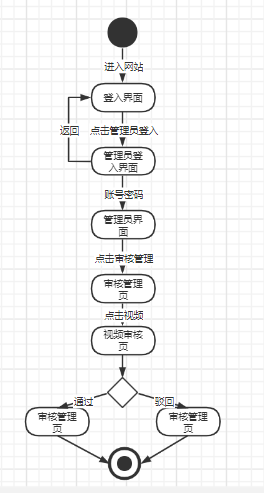 进入网站
登入界面
返回
点击管理员登入
管理员登
入界面
账号密码
管理员界
面
点击审核管理
审核管理
页
点击视频
视频审核
页
通过
驳回
审核管理
页
审核管理
页